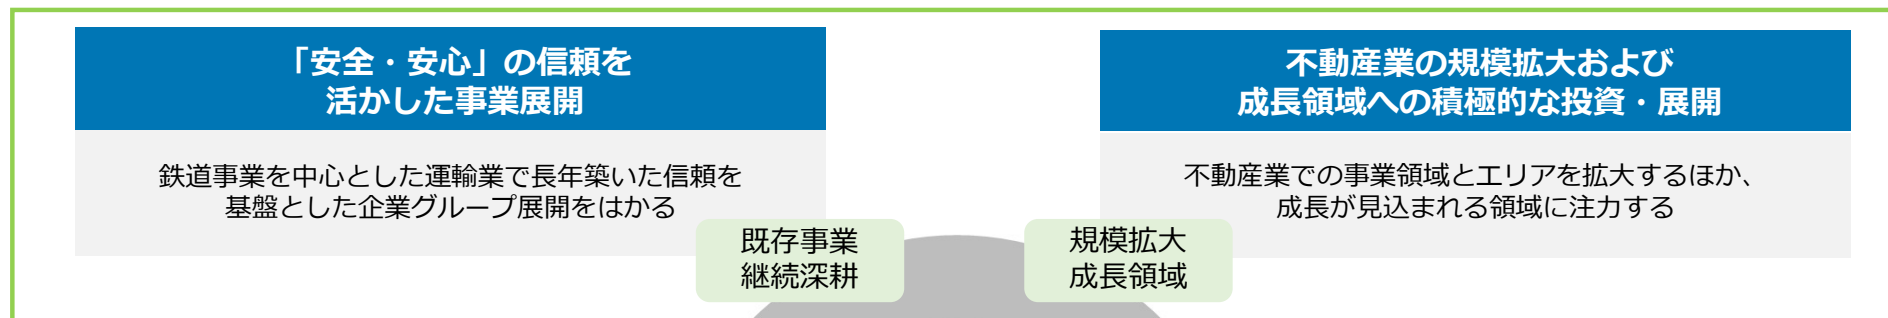 「安全・安心」の信頼を
活かした事業展開
鉄道事業を中心とした運輸業で長年築いた信頼を
基盤とした企業グループ展開をはかる
既存事業
継続深耕
不動産業の規模拡大および
成長領域への積極的な投資・展開
不動産業での事業領域とエリアを拡大するほか、
成長が見込まれる領域に注力する
規模拡大
成長領域